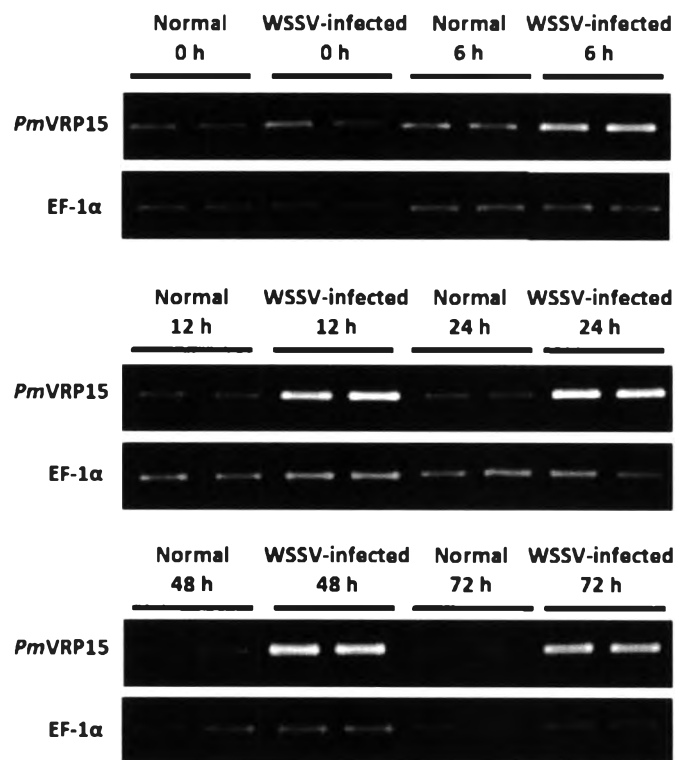 Normal WSSV-infected Normal WSSV-infected
0 h 0 h 6 h 6 h
PmVRP15
EF-1α
Normal WSSV-infected Normal WSSV-infected
12 h 12 h 24 h 24 h
PmVRP15
EF-1α
Normal WSSV-infected Normal WSSV-infected
48 h 48 h 72 h 72 h
PmVRP15
EF-1α